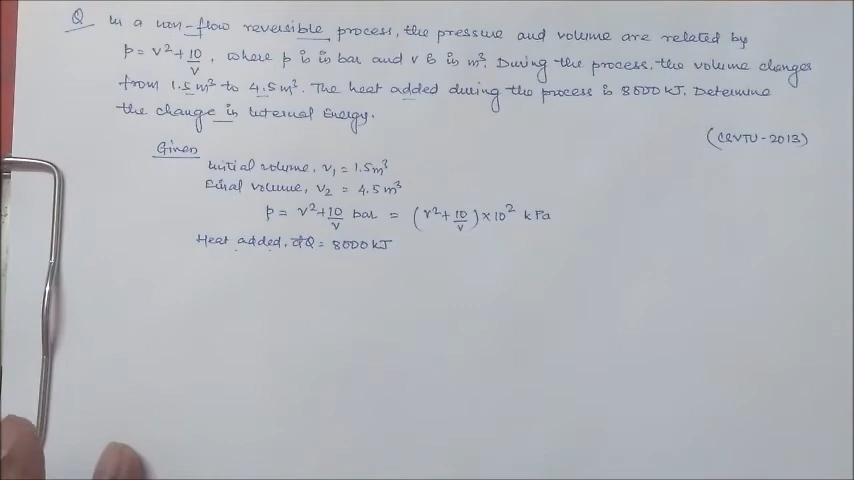 Q In a non-flow reversible process, the pressure and volume are related by
p = v² + 10/v, where p is in bar and v is in m³. During the process, the volume changes
from 1.5 m³ to 4.5 m³. The heat added during the process is 8000 kJ. Determine
the change in Internal Energy.
(CSVTU-2013)
Given
Initial volume, v₁ = 1.5 m³
Final volume, v₂ = 4.5 m³
p = v² + 10/v bar = (v² + 10/v) × 10² kPa
Heat added, đQ = 8000 kJ